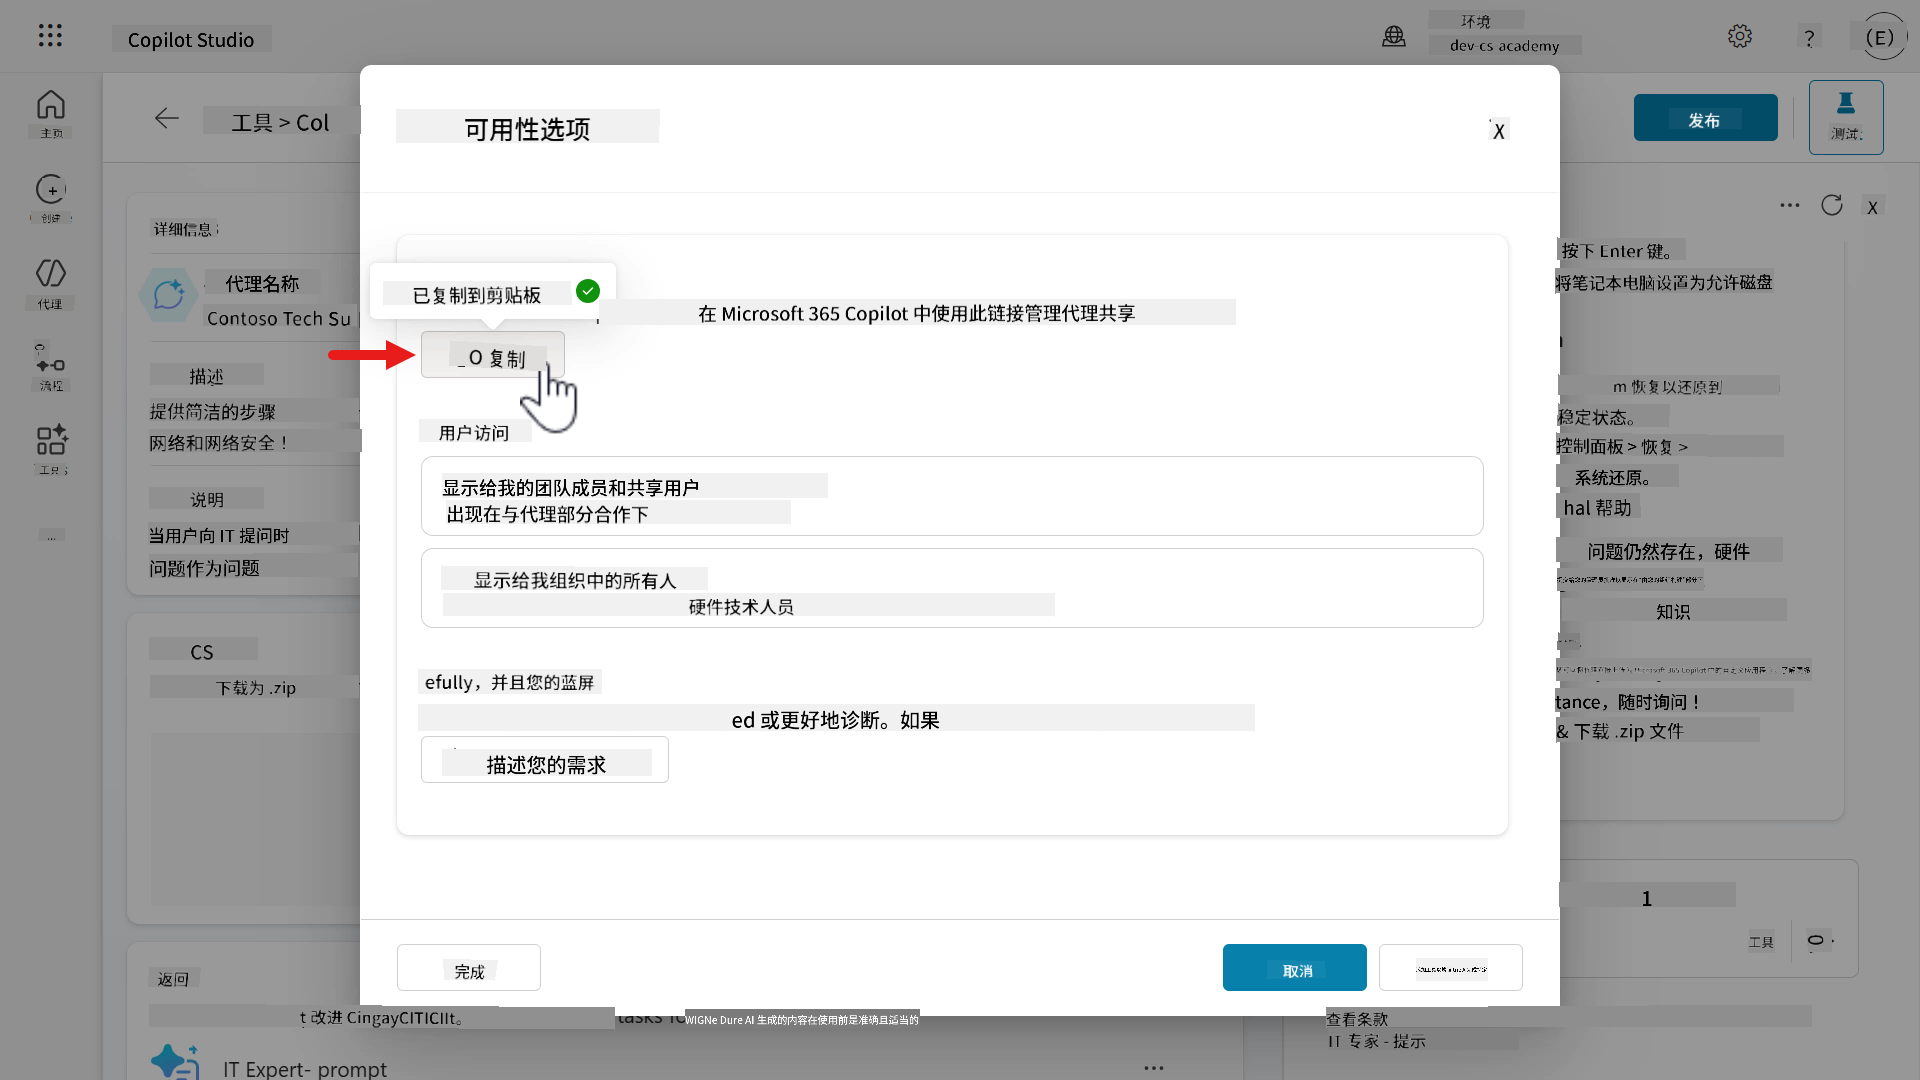 Copilot Studio
环境
dev-cs-academy
?
(E)
主页
创建
代理
流程
工具
...
工具 > Col
发布
测试
详细信息
代理名称
Contoso Tech Su
描述
提供简洁的步骤
网络和网络安全！
说明
当用户向 IT 提问时
问题作为问题
CS
下载为 .zip
返回
t 改进 CingayCITICIIt。
IT Expert- prompt
可用性选项
X
已复制到剪贴板
在 Microsoft 365 Copilot 中使用此链接管理代理共享
_O 复制
用户访问
显示给我的团队成员和共享用户
出现在与代理部分合作下
显示给我组织中的所有人
硬件技术人员
efully，并且您的蓝屏
ed 或更好地诊断。如果
描述您的需求
完成
取消
WIGNe Dure AI 生成的内容在使用前是准确且适当的
X
按下 Enter 键。
将笔记本电脑设置为允许磁盘
m 恢复以还原到
稳定状态。
控制面板 > 恢复 >
系统还原。
hal 帮助
问题仍然存在，硬件
知识
tance，随时询问！
& 下载 .zip 文件
1
工具
0
查看条款
IT 专家 - 提示